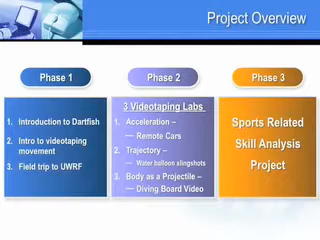 Project Overview
Phase 1
Phase 2
Phase 3
1. Introduction to Dartfish
2. Intro to videotaping
movement
3. Field trip to UWRF
3 Videotaping Labs
1. Acceleration –
— Remote Cars
2. Trajectory –
— Water balloon slingshots
3. Body as a Projectile –
— Diving Board Video
Sports Related
Skill Analysis
Project